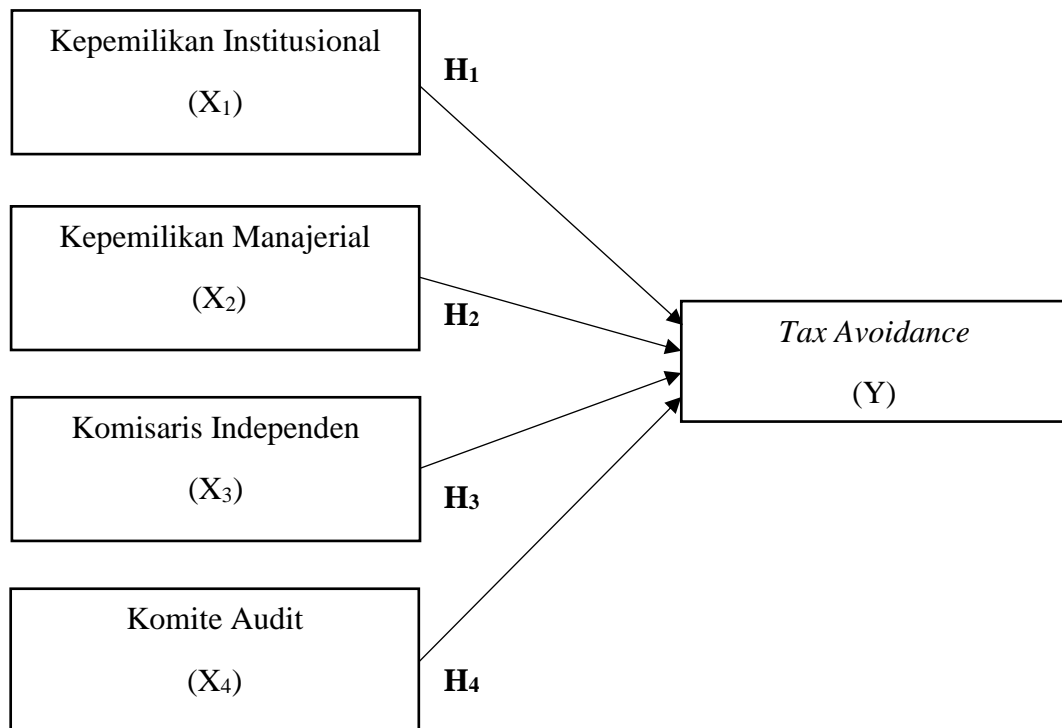 Kepemilikan Institusional
(X₁)
H₁
Kepemilikan Manajerial
(X₂)
H₂
Komisaris Independen
(X₃)
H₃
Komite Audit
(X₄)
H₄
Tax Avoidance
(Y)